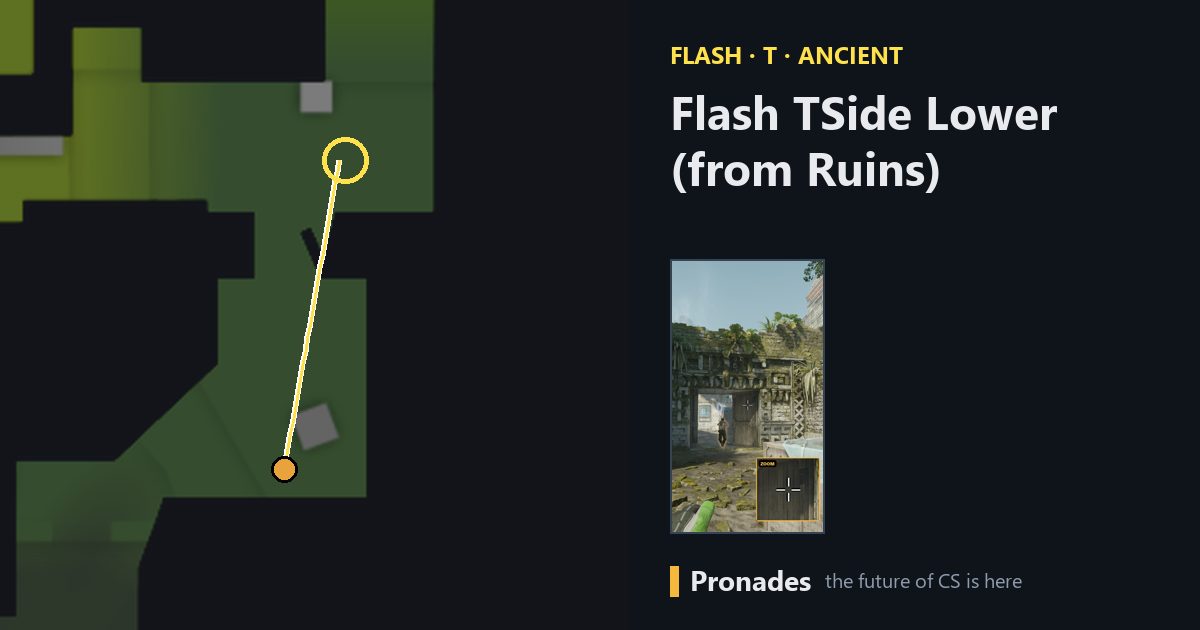 FLASH · T · ANCIENT
Flash TSide Lower
(from Ruins)
ZOOM
Pronades the future of CS is here